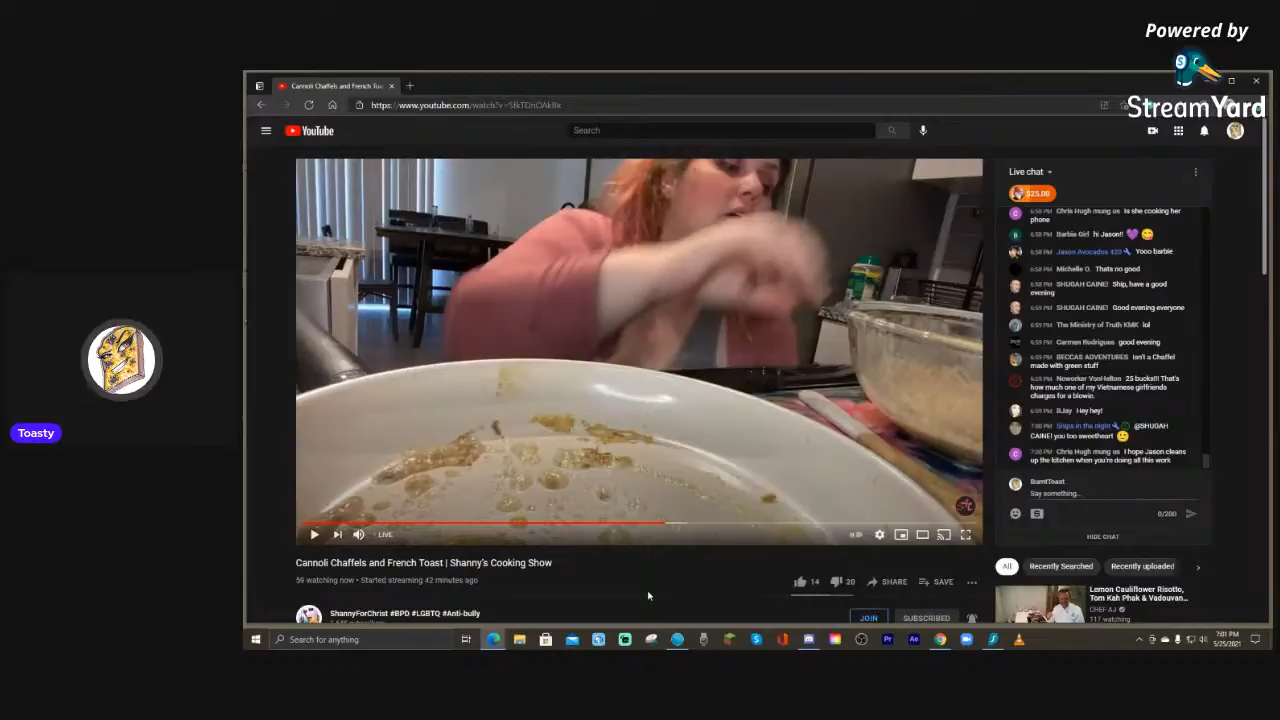 Powered by
StreamYard
Cannoli Chaffels and French Toa
https://www.youtube.com/watch?v=
YouTube
Search
Live chat
$25.00
6:58 PM Chris Hugh mung us Is she cooking her
phone
6:58 PM Barbie Girl hi Jason!!
6:58 PM Jason Avocados 420 Yooo barbie
6:58 PM Michelle O. Thats no good
6:58 PM SHUGAH CAINE! Ship, have a good
evening
6:59 PM SHUGAH CAINE! Good evening everyone
6:59 PM The Ministry of Truth KMK lol
6:59 PM Carmen Rodrigues good evening
6:59 PM BECCAS ADVENTURES Isn't a Chaffel
made with green stuff
6:59 PM Noworker VonHelton 25 bucks!!! That's
how much one of my Vietnamese girlfriends
charges for a blowie.
6:59 PM BJay Hey hey!
7:00 PM Ships in the night @SHUGAH
CAINE! you too sweetheart
7:00 PM Chris Hugh mung us I hope Jason cleans
up the kitchen when you're doing all this work
BurntToast
Say something...
0/200
HIDE CHAT
LIVE
Toasty
Cannoli Chaffels and French Toast | Shanny's Cooking Show
59 watching now • Started streaming 42 minutes ago
14
20
SHARE
SAVE
All
Recently Searched
Recently uploaded
ShannyForChrist #BPD #LGBTQ #Anti-bully
JOIN
SUBSCRIBED
Lemon Cauliflower Risotto,
Tom Kah Phak & Vadouvan...
CHEF AJ
117 watching
Search for anything
7:01 PM
5/25/2021